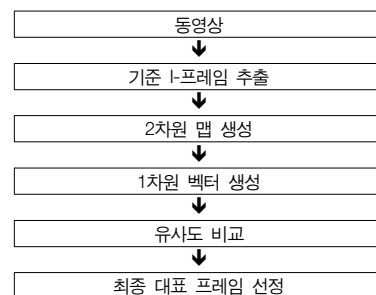 동영상
기준 I-프레임 추출
2차원 맵 생성
1차원 벡터 생성
유사도 비교
최종 대표 프레임 선정